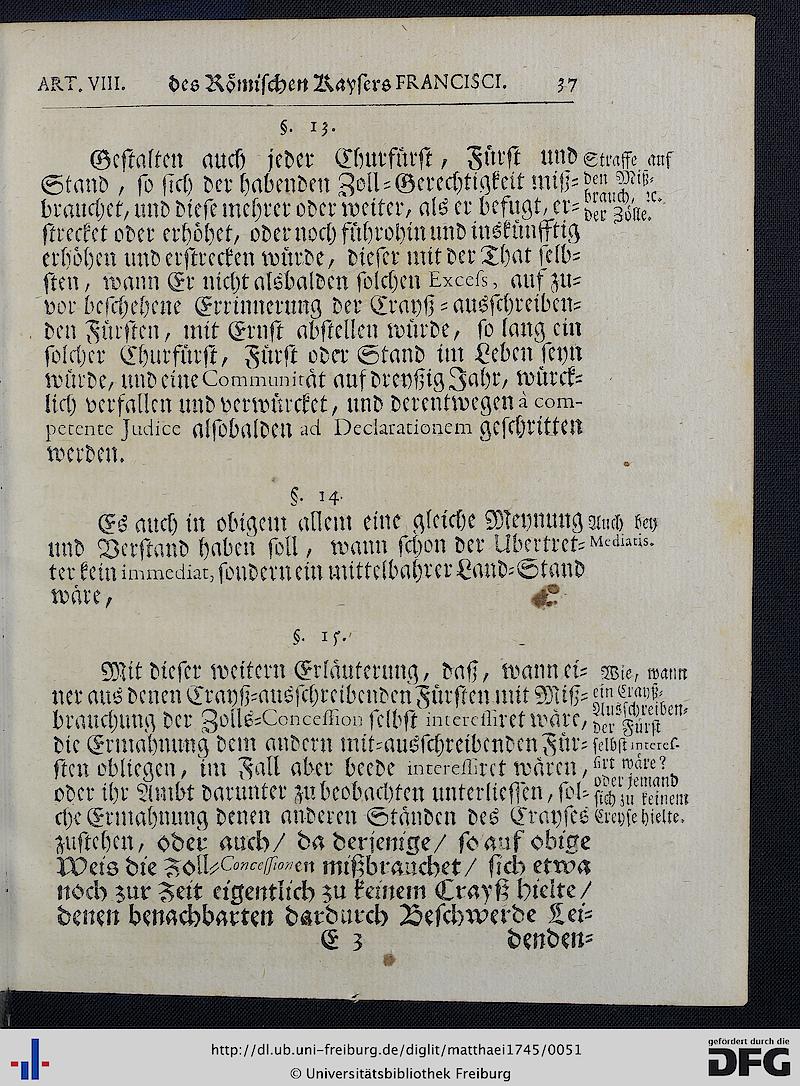 ART. VIII. des Römischen Kaysers FRANCISCI. 37
§. 13.
Gestalten auch jeder Churfürst, Fürst und
Stand, so sich der habenden Zoll-Gerechtigkeit miß-
brauchet, und diese mehrer oder weiter, als er befugt, er-
strecket oder erhöhet, oder noch führohin und inskünfftig
erhöhen und erstrecken würde, dieser mit der That selb-
sten, wann Er nicht alsbalden solchen Excess, auf zu-
vor beschehene Errinnerung der Crayß-ausschreiben-
den Fürsten, mit Ernst abstellen würde, so lang ein
solcher Churfürst, Fürst oder Stand im Leben seyn
würde, und eine Communität auf dreyßig Jahr, würck-
lich verfallen und verwürcket, und derentwegen à com-
petente Judice alsobalden ad Declarationem geschritten
werden.
Straffe auf
den Miß-
brauch, ꝛc.
der Zölle.
§. 14.
Es auch in obigem allem eine gleiche Meynung
und Verstand haben soll, wann schon der Ubertret-
ter kein immediat, sondern ein mittelbahrer Land-Stand
wäre,
Auch bey
Mediatis.
§. 15.
Mit dieser weitern Erläuterung, daß, wann ei-
ner aus denen Crayß-ausschreibenden Fürsten mit Miß-
brauchung der Zolls-Concession selbst interessiret wäre,
die Ermahnung dem andern mit-ausschreibenden Für-
sten obliegen, im Fall aber beede interessiret wären,
oder ihr Ambt darunter zu beobachten unterliessen, sol-
che Ermahnung denen anderen Ständen des Crayses
zustehen, oder auch/ da derjenige/ so auf obige
Weis die Zoll-Concessionen mißbrauchet/ sich etwa
noch zur Zeit eigentlich zu keinem Crayß hielte/
denen benachbarten dardurch Beschwerde Lei-
Wie, wann
ein Crayß-
Ausschreiben-
der Fürst
selbst interes-
sirt wäre?
oder jemand
sich zu keinem
Creyse hielte.
E 3 denden-
http://dl.ub.uni-freiburg.de/diglit/matthaei1745/0051
© Universitätsbibliothek Freiburg
gefördert durch die
DFG